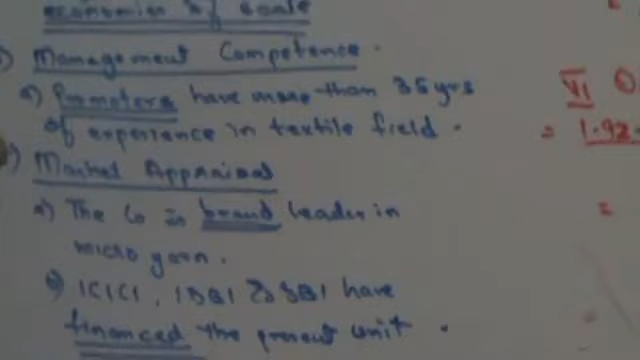 economies of scale
Management Competence.
a) Promoters have more than 35 yrs
of experience in textile field.
VI
= 1.92
Market Appraisal
a) The Co is brand leader in
=
micro yarn.
b) ICICI, IDBI & SBI have
financed the present unit.